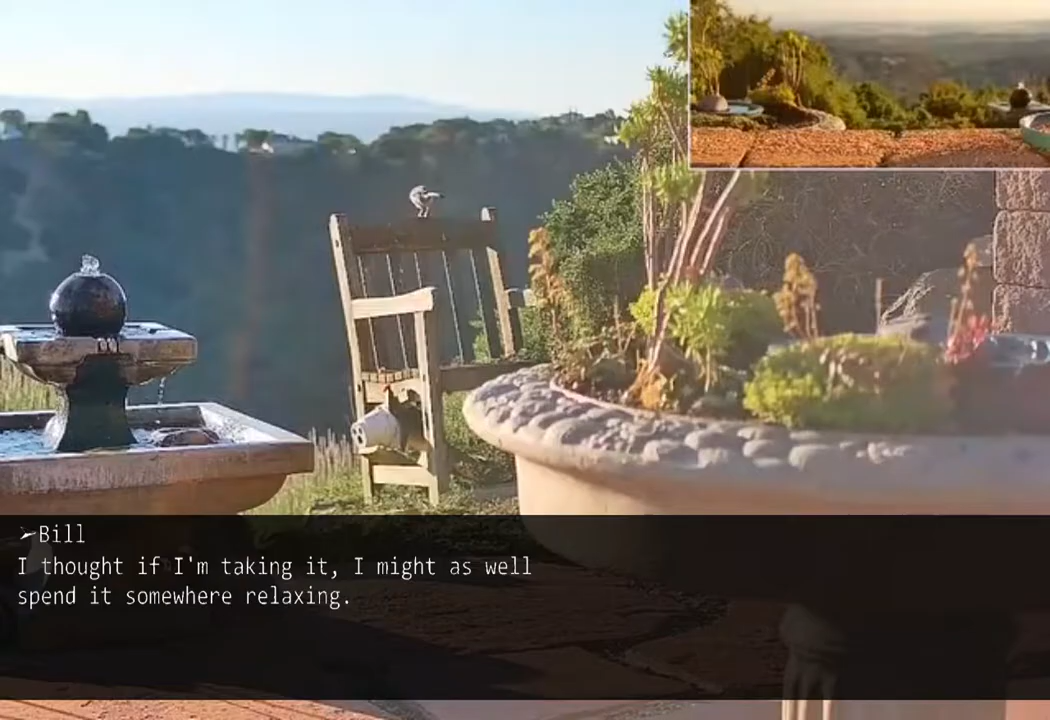 ➢Bill
I thought if I'm taking it, I might as well
spend it somewhere relaxing.